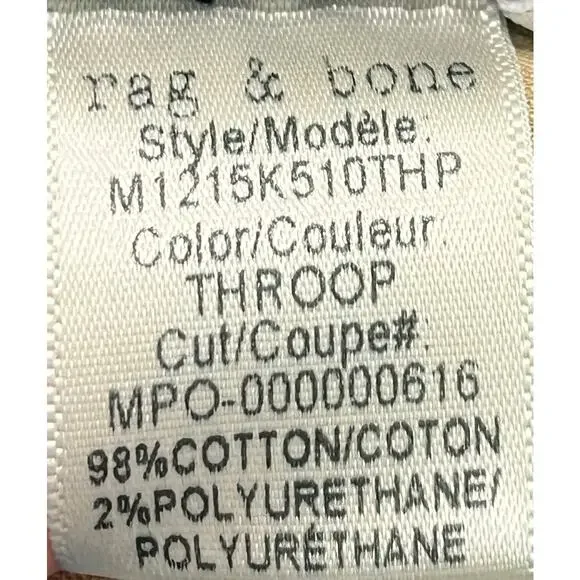 rag & bone
Style/Modèle:
M1215K510THP
Color/Couleur:
THROOP
Cut/Coupe#:
MPO-000000616
98%COTTON/COTON
2%POLYURETHANE/
POLYURÉTHANE